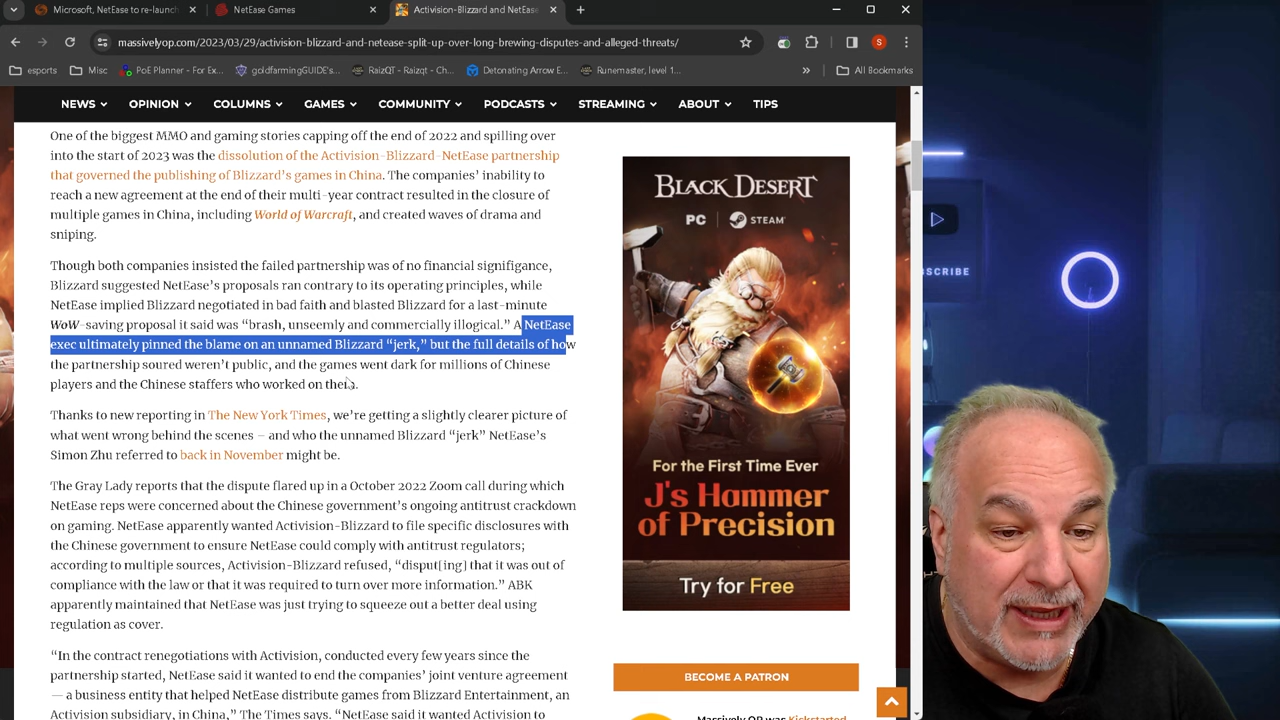 Microsoft, NetEase to re-launch
NetEase Games
Activision-Blizzard and NetEase
massivelyop.com/2023/03/29/activision-blizzard-and-netease-split-up-over-long-brewing-disputes-and-alleged-threats/
S
esports
Misc
PoE Planner - For Ex...
goldfarmingGUIDE's...
RaizQT - Raizqt - Ch...
Detonating Arrow E...
Runemaster, level 1...
All Bookmarks
NEWS
OPINION
COLUMNS
GAMES
COMMUNITY
PODCASTS
STREAMING
ABOUT
TIPS
One of the biggest MMO and gaming stories capping off the end of 2022 and spilling over
into the start of 2023 was the dissolution of the Activision-Blizzard-NetEase partnership
that governed the publishing of Blizzard's games in China. The companies' inability to
reach a new agreement at the end of their multi-year contract resulted in the closure of
multiple games in China, including World of Warcraft, and created waves of drama and
sniping.
Though both companies insisted the failed partnership was of no financial signifigance,
Blizzard suggested NetEase's proposals ran contrary to its operating principles, while
NetEase implied Blizzard negotiated in bad faith and blasted Blizzard for a last-minute
WoW-saving proposal it said was "brash, unseemly and commercially illogical." A NetEase
exec ultimately pinned the blame on an unnamed Blizzard "jerk," but the full details of how
the partnership soured weren't public, and the games went dark for millions of Chinese
players and the Chinese staffers who worked on them.
Thanks to new reporting in The New York Times, we're getting a slightly clearer picture of
what went wrong behind the scenes – and who the unnamed Blizzard "jerk" NetEase's
Simon Zhu referred to back in November might be.
The Gray Lady reports that the dispute flared up in a October 2022 Zoom call during which
NetEase reps were concerned about the Chinese government's ongoing antitrust crackdown
on gaming. NetEase apparently wanted Activision-Blizzard to file specific disclosures with
the Chinese government to ensure NetEase could comply with antitrust regulators;
according to multiple sources, Activision-Blizzard refused, "disput[ing] that it was out of
compliance with the law or that it was required to turn over more information." ABK
apparently maintained that NetEase was just trying to squeeze out a better deal using
regulation as cover.
"In the contract renegotiations with Activision, conducted every few years since the
partnership started, NetEase said it wanted to end the companies' joint venture agreement
— a business entity that helped NetEase distribute games from Blizzard Entertainment, an
Activision subsidiary, in China," The Times says. "NetEase said it wanted Activision to
BLACK DESERT
PC
STEAM
For the First Time Ever
J's Hammer
of Precision
Try for Free
BECOME A PATRON
Massively OP was Kickstarted
SCRIBE